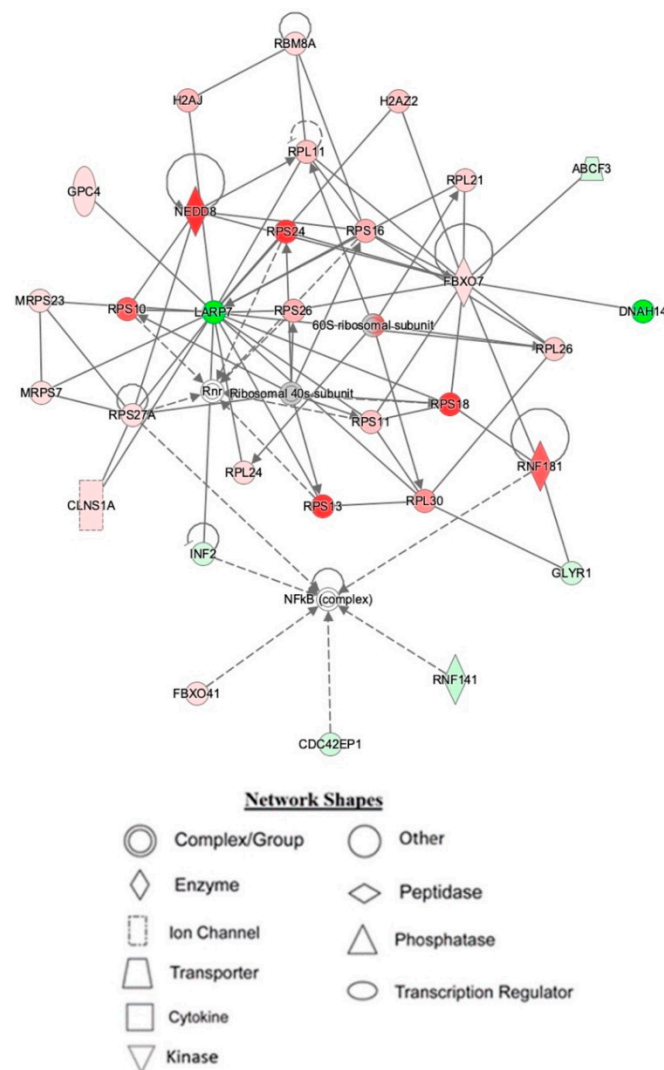 RBM8A
H2AJ
H2AZ2
RPL11
ABCF3
GPC4
RPL21
NEDD8
RPS24
RPS16
FBXO7
MRPS23
RPS10
LARP7
RPS26
DNAH14
60S ribosomal subunit
RPL26
MRPS7
Rnr
Ribosomal 40s subunit
RPS18
RPS27A
RPS11
RPL24
RNF181
CLNS1A
RPS13
RPL30
INF2
GLYR1
NFkB (complex)
FBXO41
RNF141
CDC42EP1
Network Shapes
Complex/Group
Other
Enzyme
Peptidase
Ion Channel
Phosphatase
Transporter
Transcription Regulator
Cytokine
Kinase